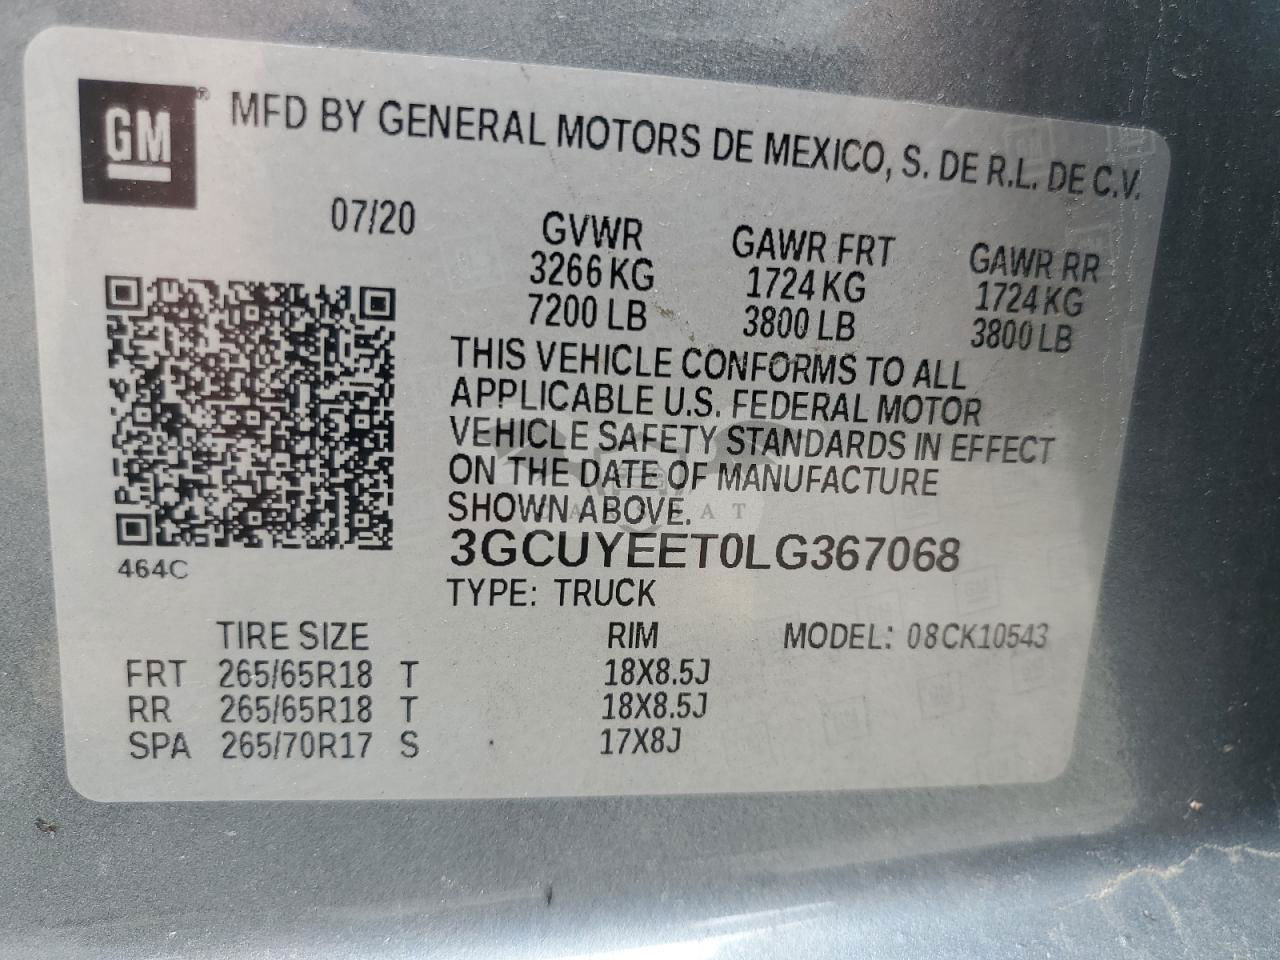 GM® MFD BY GENERAL MOTORS DE MEXICO, S. DE R.L. DE C.V.
07/20
GVWR GAWR FRT GAWR RR
3266 KG 1724 KG 1724 KG
7200 LB 3800 LB 3800 LB
THIS VEHICLE CONFORMS TO ALL
APPLICABLE U.S. FEDERAL MOTOR
VEHICLE SAFETY STANDARDS IN EFFECT
ON THE DATE OF MANUFACTURE
SHOWN ABOVE.
3GCUYEET0LG367068
464C
TYPE: TRUCK
TIRE SIZE RIM MODEL: 08CK10543
FRT 265/65R18 T 18X8.5J
RR 265/65R18 T 18X8.5J
SPA 265/70R17 S 17X8J